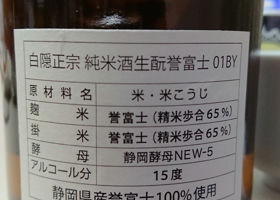 白隠正宗 純米酒生酛誉富士 01BY
原材料名 米・米こうじ
麹米 誉富士(精米歩合65%)
掛米 誉富士(精米歩合65%)
酵母 静岡酵母NEW-5
アルコール分 15度
静岡県産誉富士100%使用